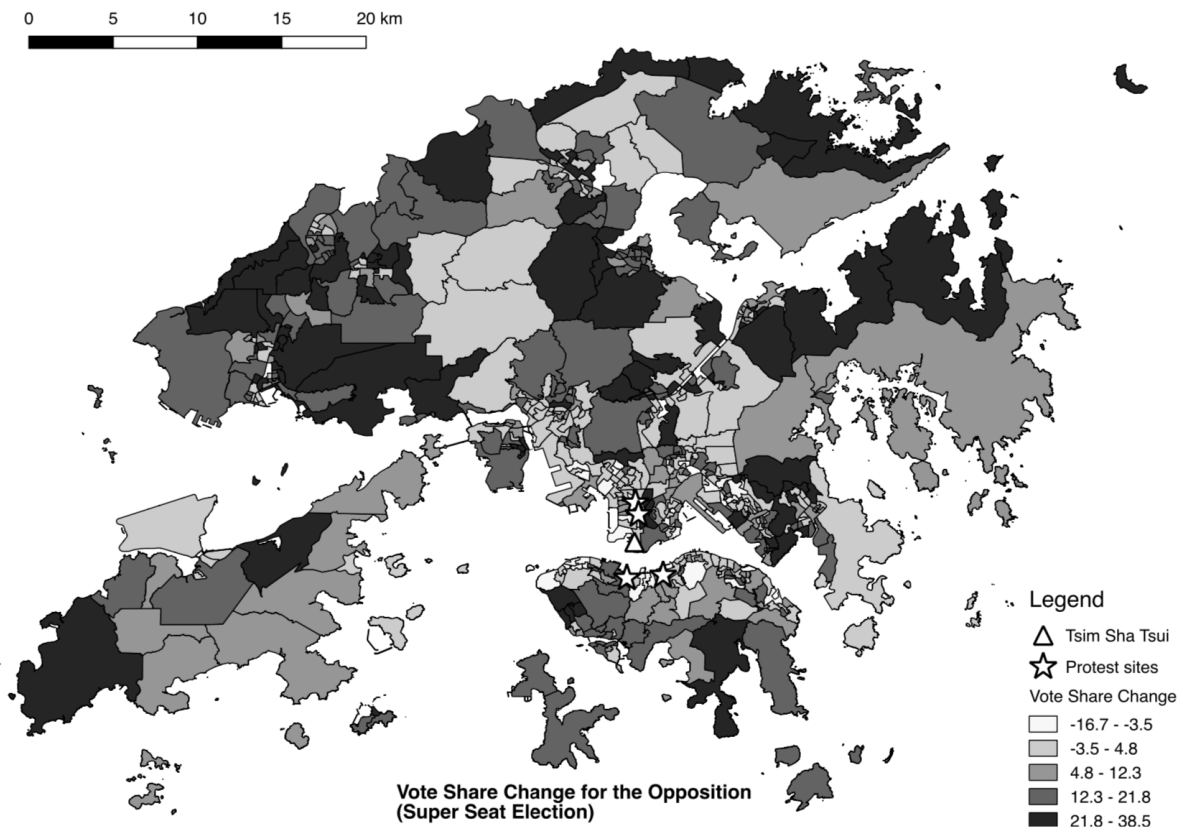 0 5 10 15 20 km
Legend
Tsim Sha Tsui
Protest sites
Vote Share Change
-16.7 - -3.5
-3.5 - 4.8
4.8 - 12.3
12.3 - 21.8
21.8 - 38.5
Vote Share Change for the Opposition
(Super Seat Election)